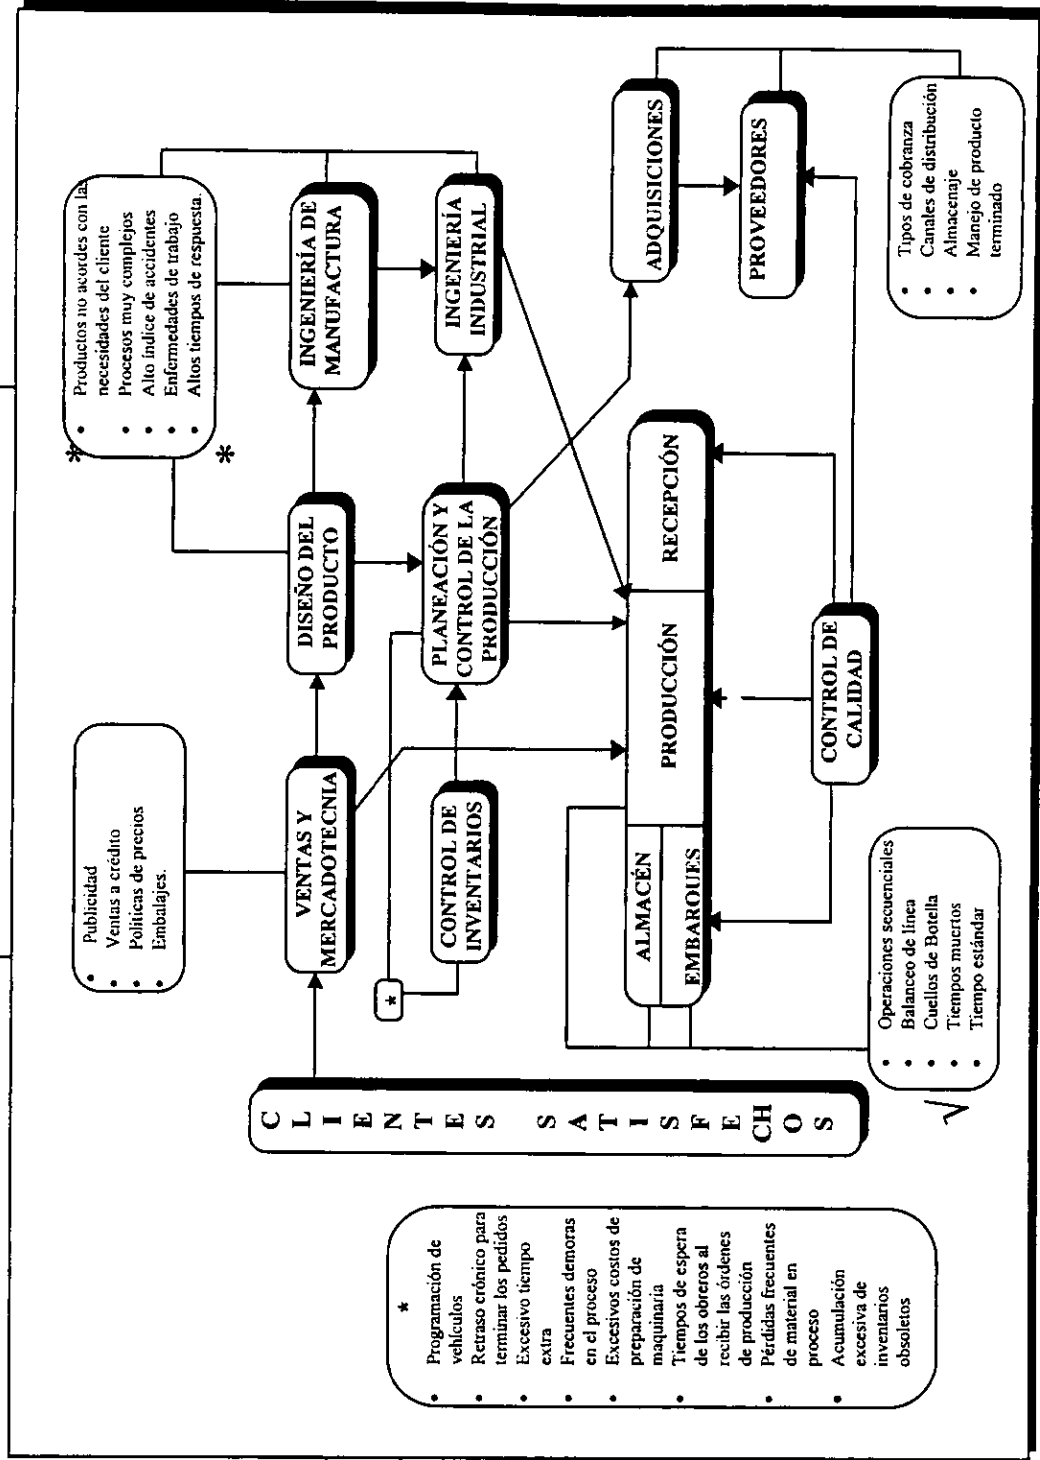 *
• Programación de
vehículos
• Retraso crónico para
terminar los pedidos
• Excesivo tiempo
extra
• Frecuentes demoras
en el proceso
• Excesivos costos de
preparación de
maquinaria
• Tiempos de espera
de los obreros al
recibir las órdenes
de producción
• Pérdidas frecuentes
de material en
proceso
• Acumulación
excesiva de
inventarios
obsoletos
C
L
I
E
N
T
E
S
S
A
T
I
S
F
E
CH
O
S
• Publicidad
• Ventas a crédito
• Políticas de precios
• Embalajes.
* • Productos no acordes con las
necesidades del cliente
• Procesos muy complejos
• Alto índice de accidentes
• Enfermedades de trabajo
• Altos tiempos de respuesta.
*
VENTAS Y
MERCADOTECNIA
DISEÑO DEL
PRODUCTO
INGENIERÍA DE
MANUFACTURA
*
CONTROL DE
INVENTARIOS
PLANEACIÓN Y
CONTROL DE LA
PRODUCCIÓN
INGENIERÍA
INDUSTRIAL
ALMACÉN
EMBARQUES
PRODUCCIÓN
RECEPCIÓN
ADQUISICIONES
PROVEEDORES
CONTROL DE
CALIDAD
√
• Operaciones secuenciales
• Balanceo de línea
• Cuellos de Botella
• Tiempos muertos
• Tiempo estándar
• Tipos de cobranza
• Canales de distribución
• Almacenaje
• Manejo de producto
terminado